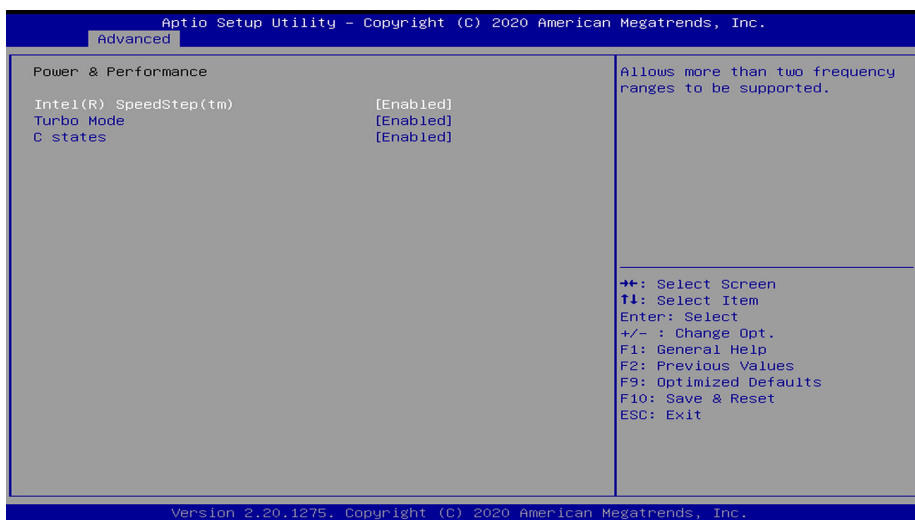 Aptio Setup Utility – Copyright (C) 2020 American Megatrends, Inc.
Advanced
Power & Performance
Intel(R) SpeedStep(tm) [Enabled]
Turbo Mode [Enabled]
C states [Enabled]
Allows more than two frequency
ranges to be supported.
→←: Select Screen
↑↓: Select Item
Enter: Select
+/- : Change Opt.
F1: General Help
F2: Previous Values
F9: Optimized Defaults
F10: Save & Reset
ESC: Exit
Version 2.20.1275. Copyright (C) 2020 American Megatrends, Inc.